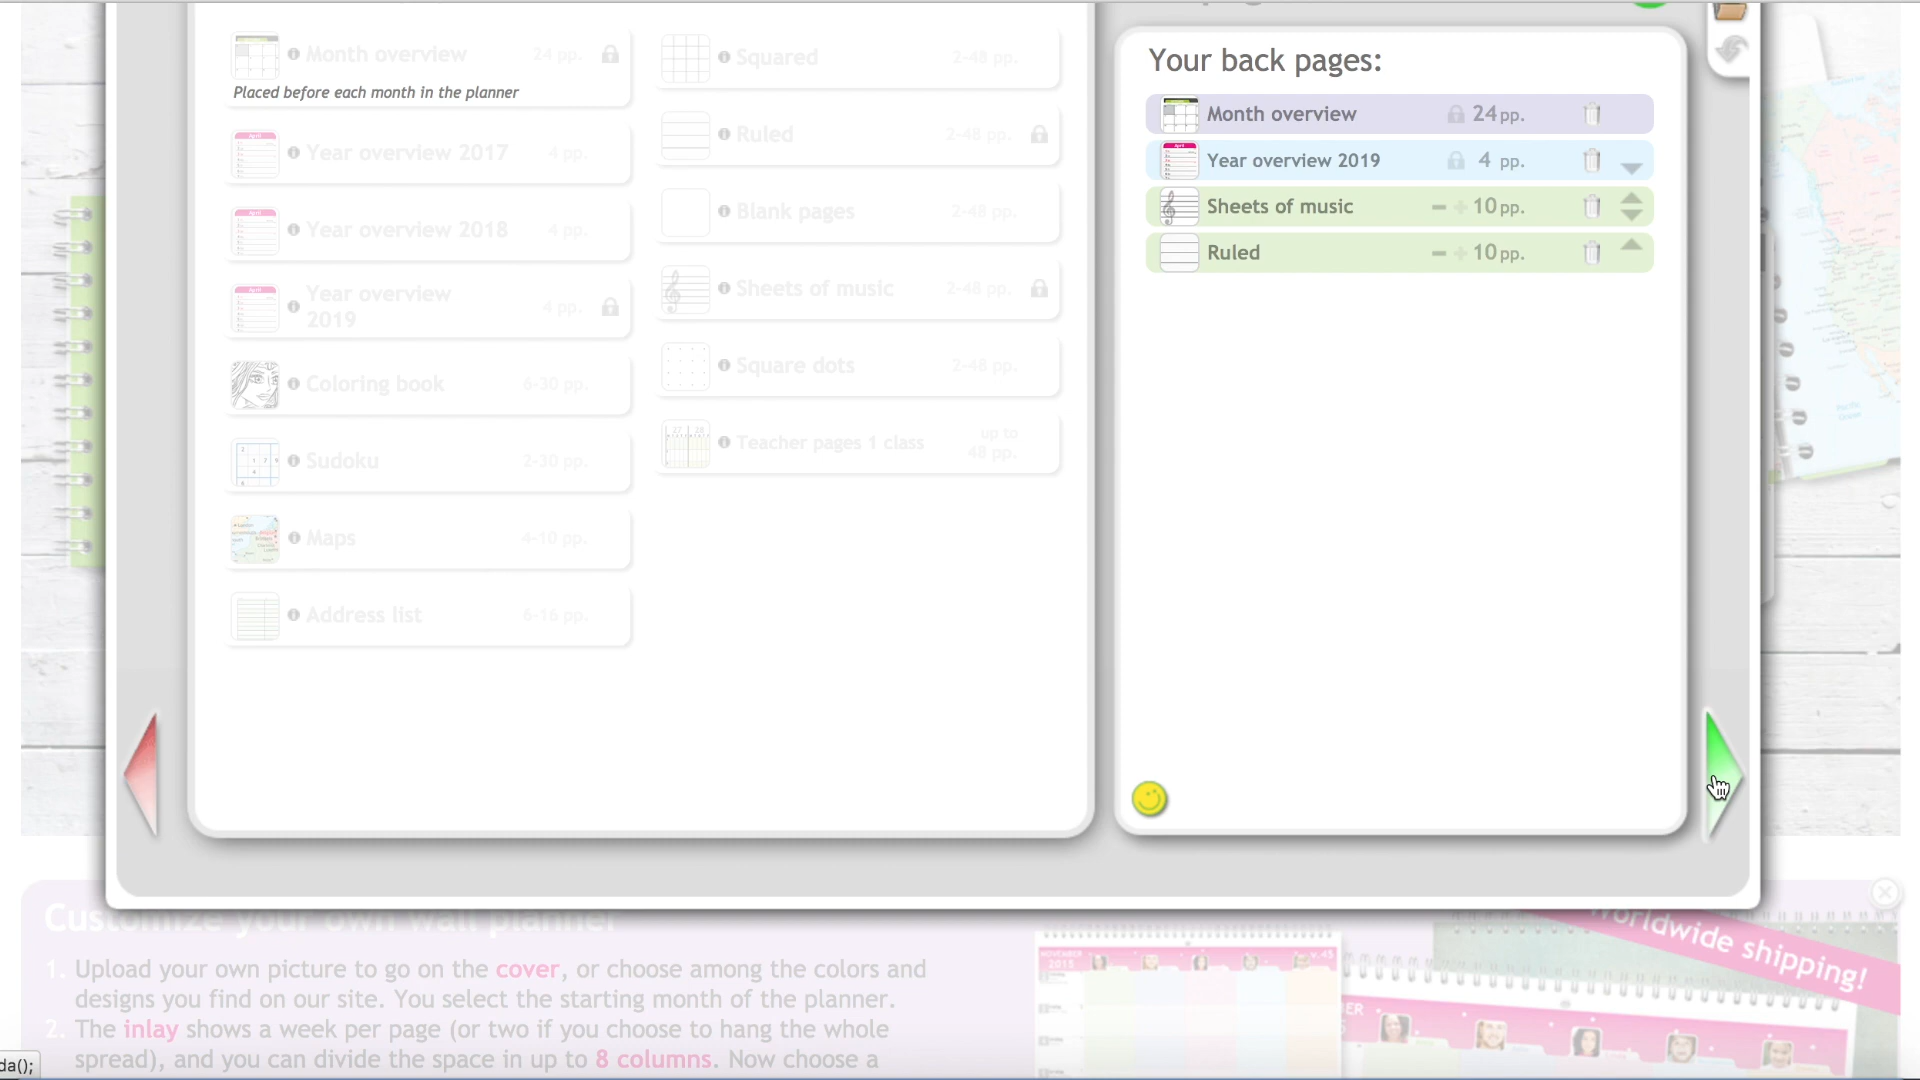 Month overview 24 pp.
Placed before each month in the planner
Year overview 2017 4 pp.
Year overview 2018 4 pp.
Year overview
2019 4 pp.
Coloring book 6-30 pp.
Sudoku 2-30 pp.
Maps 4-10 pp.
Address list 6-16 pp.
Squared 2-48 pp.
Ruled 2-48 pp.
Blank pages 2-48 pp.
Sheets of music 2-48 pp.
Square dots 2-48 pp.
Teacher pages 1 class up to
48 pp.
Your back pages:
Month overview 24 pp.
Year overview 2019 4 pp.
Sheets of music 10 pp.
Ruled 10 pp.
Customize your own wall planner
1. Upload your own picture to go on the cover, or choose among the colors and
designs you find on our site. You select the starting month of the planner.
2. The inlay shows a week per page (or two if you choose to hang the whole
spread), and you can divide the space in up to 8 columns. Now choose a
Worldwide shipping!
NOVEMBER
2015
v.45
da();